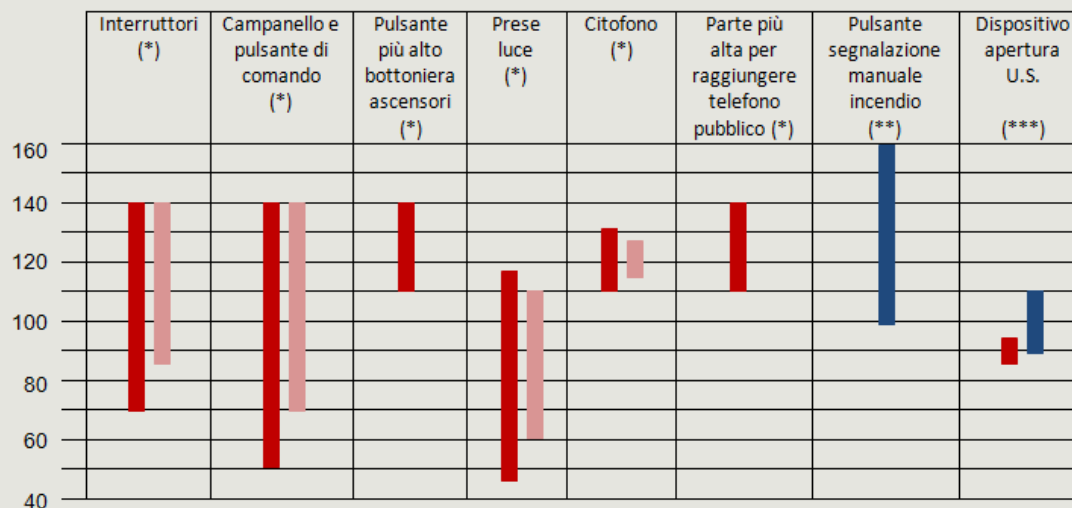 Interruttori
(*)
Campanello e
pulsante di
comando
(*)
Pulsante
più alto
bottoniera
ascensori
(*)
Prese
luce
(*)
Citofono
(*)
Parte più
alta per
raggiungere
telefono
pubblico (*)
Pulsante
segnalazione
manuale
incendio
(**)
Dispositivo
apertura
U.S.
(***)
160
140
120
100
80
60
40